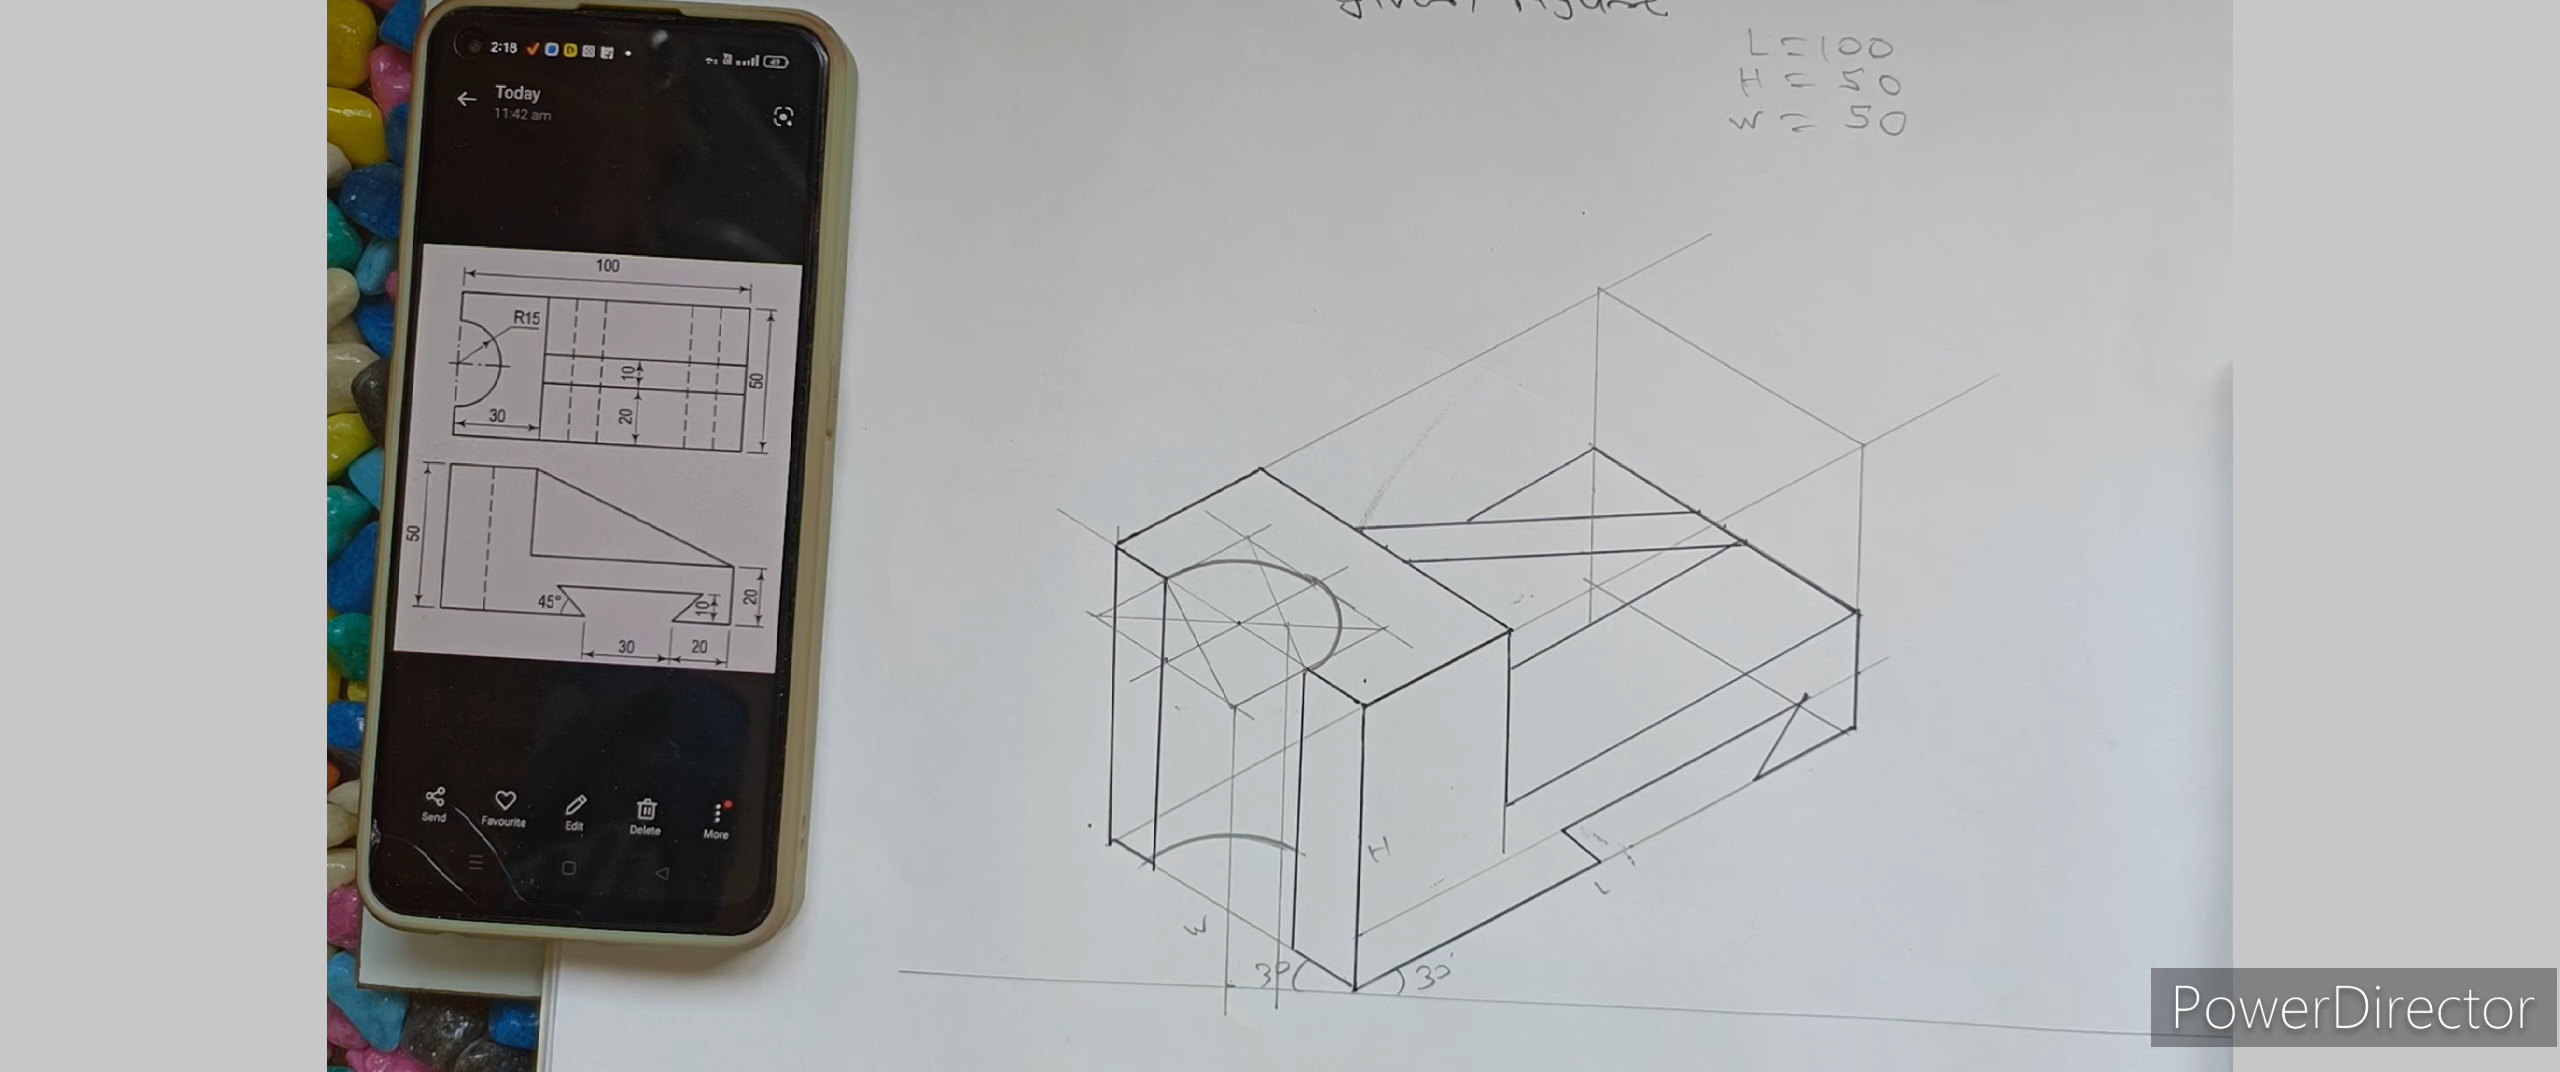 2:18
49
Today
11:42 am
100
R15
10
50
20
30
50
45°
10
20
30
20
Send
Favourite
Edit
Delete
More
L = 100
H = 50
W = 50
H
L
W
30
30°
PowerDirector